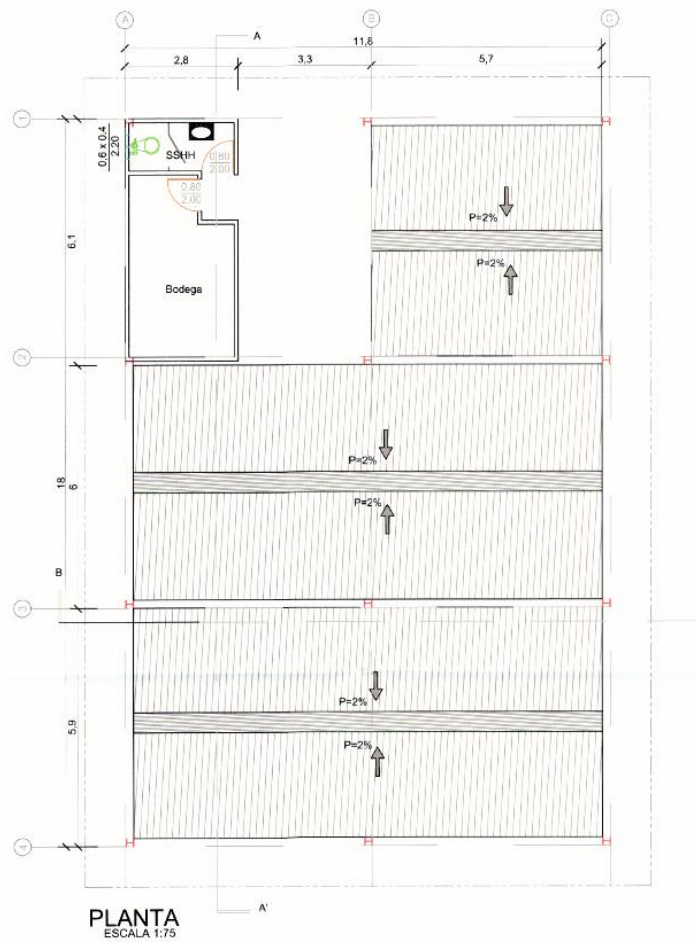 A
B
C
A
11,8
2,8
3,3
5,7
1
0,6 x 0,4
2.20
SSHH
0.80
2.00
0.80
2.00
P=2%
6,1
P=2%
Bodega
2
P=2%
18
6
P=2%
B
3
P=2%
5,9
P=2%
4
A'
PLANTA
ESCALA 1:75